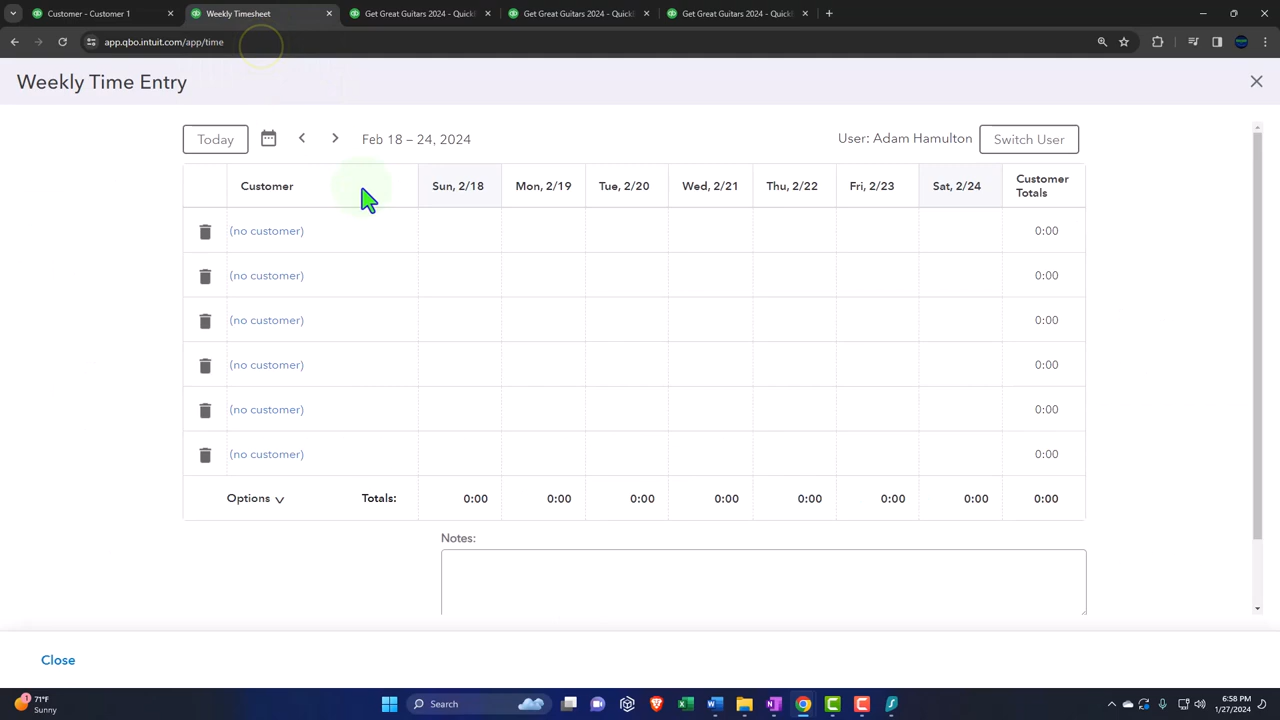 Customer - Customer 1
Weekly Timesheet
Get Great Guitars 2024 - Quick
Get Great Guitars 2024 - Quick
Get Great Guitars 2024 - Quick
app.qbo.intuit.com/app/time
Weekly Time Entry
Today
Feb 18 – 24, 2024
User: Adam Hamulton
Switch User
Customer
Sun, 2/18
Mon, 2/19
Tue, 2/20
Wed, 2/21
Thu, 2/22
Fri, 2/23
Sat, 2/24
Customer Totals
(no customer) 0:00
(no customer) 0:00
(no customer) 0:00
(no customer) 0:00
(no customer) 0:00
(no customer) 0:00
Options Totals: 0:00 0:00 0:00 0:00 0:00 0:00 0:00 0:00
Notes:
Close
71°F
Sunny
Search
6:58 PM
1/27/2024